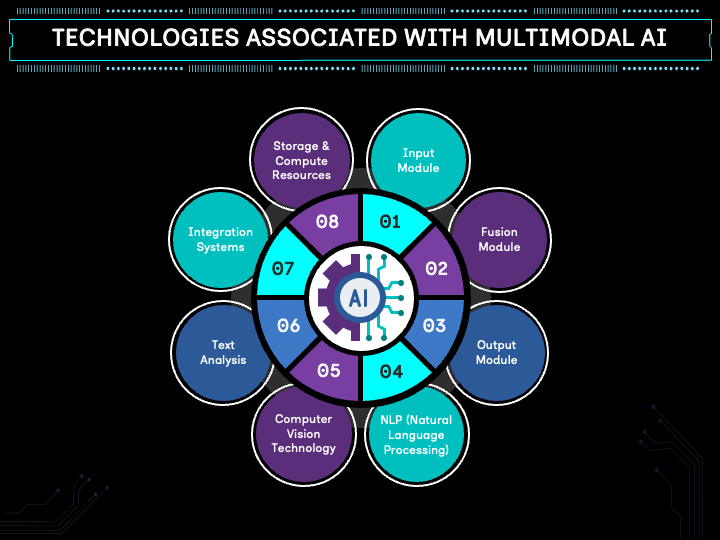 TECHNOLOGIES ASSOCIATED WITH MULTIMODAL AI
Storage &
Compute
Resources
Input
Module
Integration
Systems
08
01
Fusion
Module
07
02
AI
06
03
Text
Analysis
05
04
Output
Module
Computer
Vision
Technology
NLP (Natural
Language
Processing)